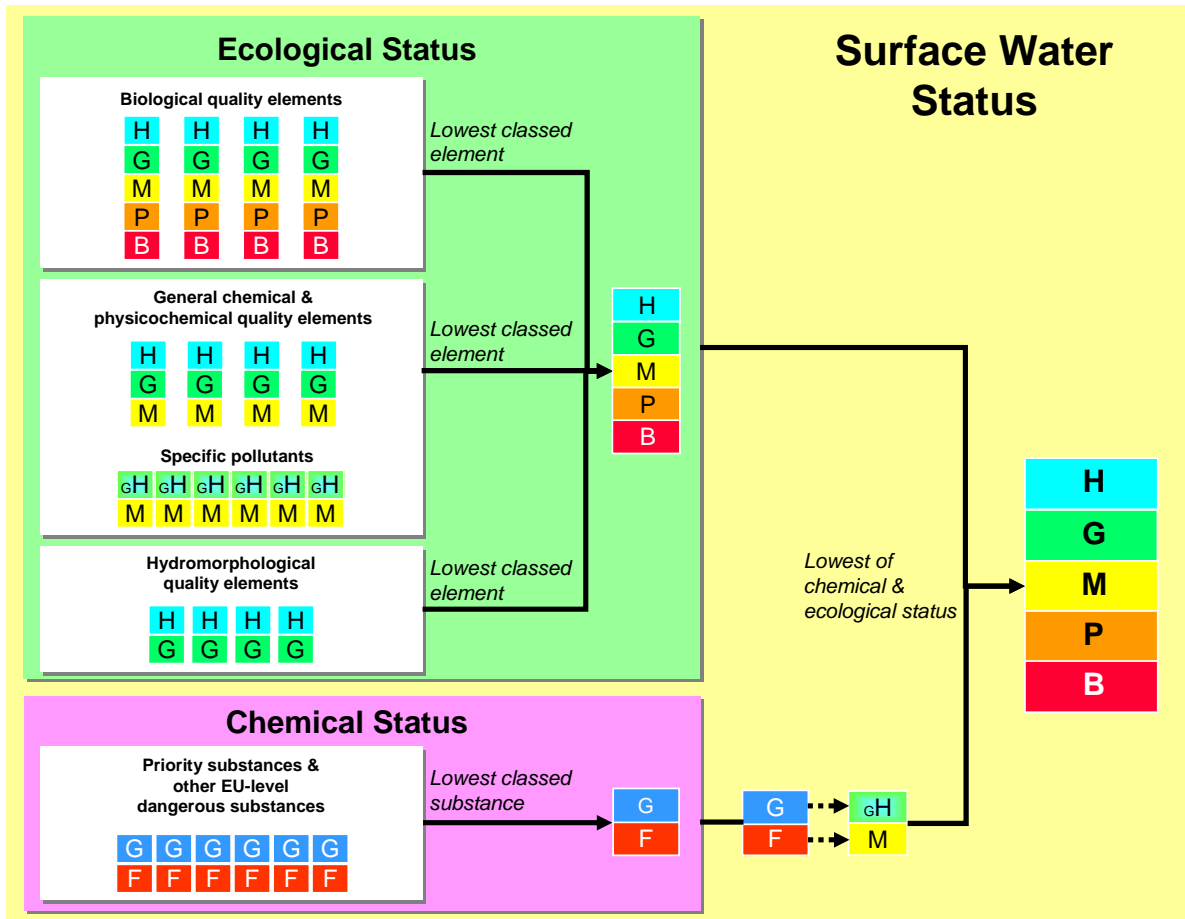 Ecological Status
Surface Water
Status
Biological quality elements
H H H H
G G G G
M M M M
P P P P
B B B B
Lowest classed
element
General chemical &
physicochemical quality elements
H H H H
G G G G
M M M M
Lowest classed
element
Specific pollutants
GH GH GH GH GH GH
M M M M M M
Hydromorphological
quality elements
H H H H
G G G G
Lowest classed
element
H
G
M
P
B
Lowest of
chemical &
ecological status
H
G
M
P
B
Chemical Status
Priority substances &
other EU-level
dangerous substances
G G G G G G
F F F F F F
Lowest classed
substance
G
F
G
F
GH
M